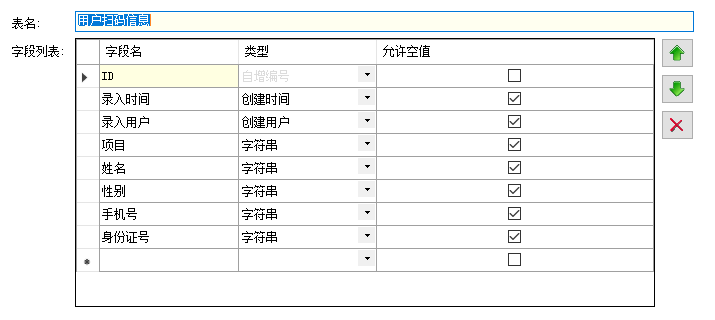 表名: 用户扫码信息
字段列表: 字段名 类型 允许空值
ID 自增编号
录入时间 创建时间
录入用户 创建用户
项目 字符串
姓名 字符串
性别 字符串
手机号 字符串
身份证号 字符串